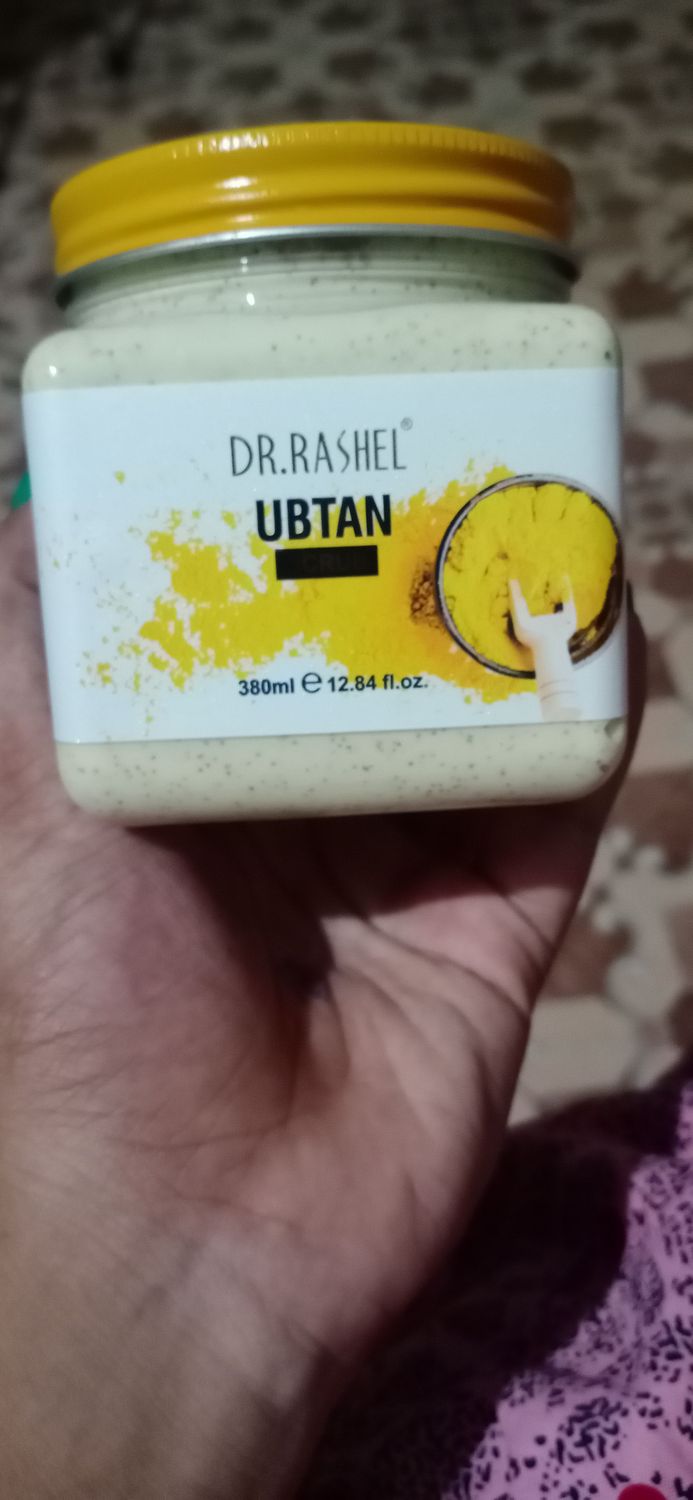 DR.RASHEL®
UBTAN
380ml ℮ 12.84 fl.oz.